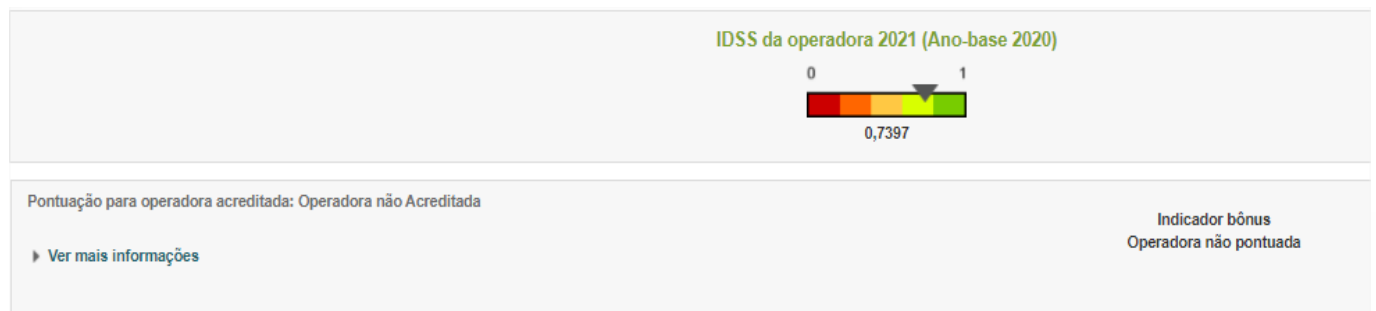 IDSS da operadora 2021 (Ano-base 2020)
0 1
0,7397
Pontuação para operadora acreditada: Operadora não Acreditada
Indicador bônus
Operadora não pontuada
Ver mais informações